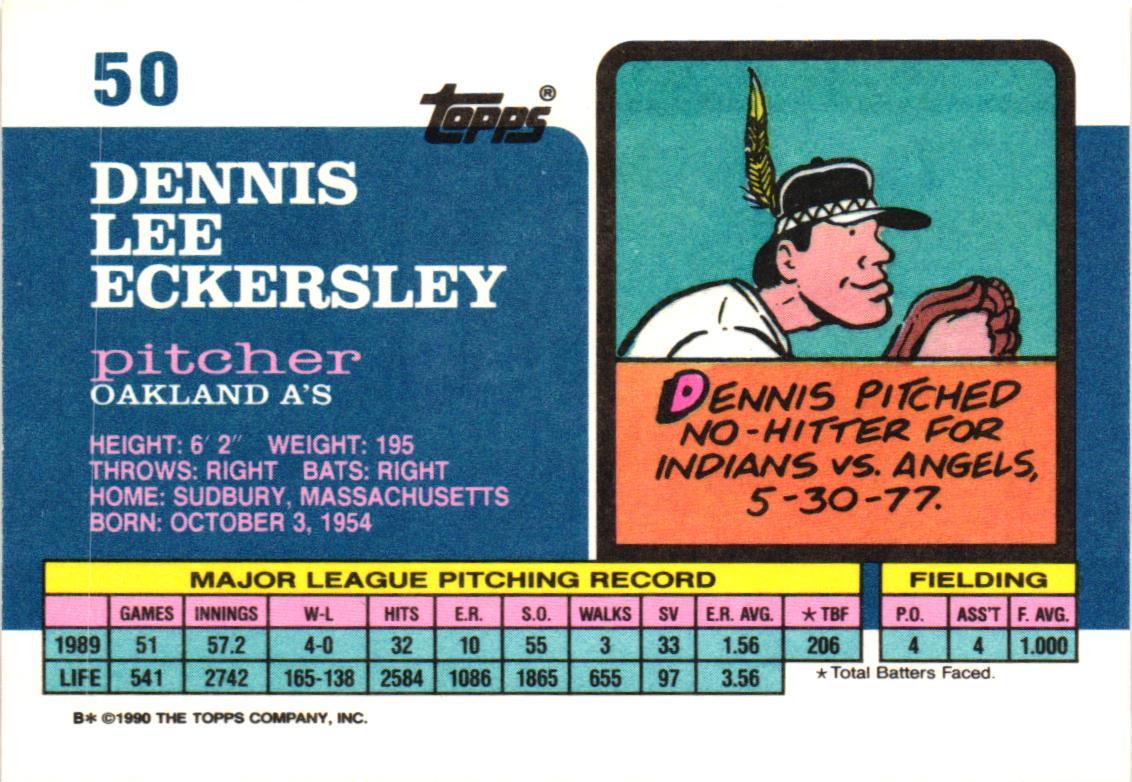 50
TOPPS®
DENNIS
LEE
ECKERSLEY
pitcher
OAKLAND A'S
HEIGHT: 6' 2" WEIGHT: 195
THROWS: RIGHT BATS: RIGHT
HOME: SUDBURY, MASSACHUSETTS
BORN: OCTOBER 3, 1954
DENNIS PITCHED
NO-HITTER FOR
INDIANS VS. ANGELS,
5-30-77.
MAJOR LEAGUE PITCHING RECORD
GAMES INNINGS W-L HITS E.R. S.O. WALKS SV E.R. AVG. *TBF
1989 51 57.2 4-0 32 10 55 3 33 1.56 206
LIFE 541 2742 165-138 2584 1086 1865 655 97 3.56
FIELDING
P.O. ASS'T F. AVG.
4 4 1.000
*Total Batters Faced.
B* ©1990 THE TOPPS COMPANY, INC.